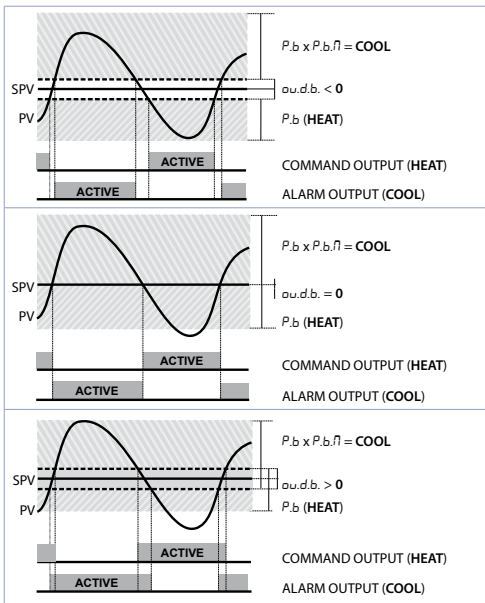 P.b x P.b.M = COOL
SPV
ou.d.b. < 0
PV
P.b (HEAT)
ACTIVE
COMMAND OUTPUT (HEAT)
ACTIVE
ALARM OUTPUT (COOL)
P.b x P.b.M = COOL
SPV
ou.d.b. = 0
PV
P.b (HEAT)
ACTIVE
COMMAND OUTPUT (HEAT)
ACTIVE
ALARM OUTPUT (COOL)
P.b x P.b.M = COOL
SPV
ou.d.b. > 0
PV
P.b (HEAT)
ACTIVE
COMMAND OUTPUT (HEAT)
ACTIVE
ALARM OUTPUT (COOL)